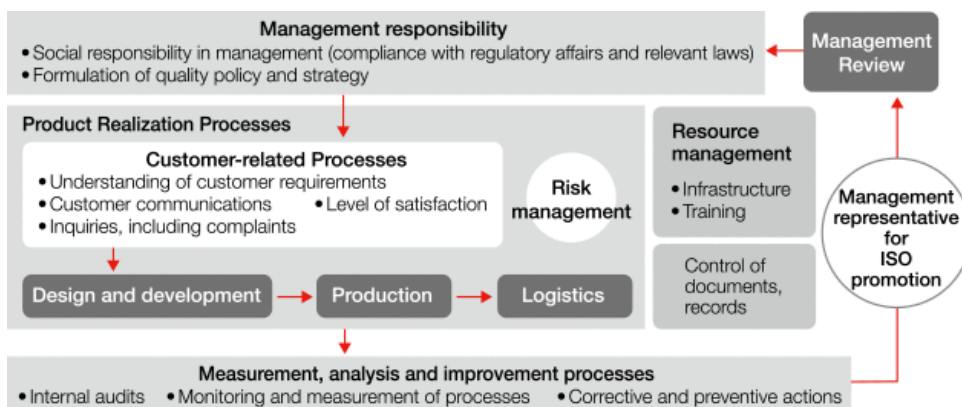 Management responsibility
• Social responsibility in management (compliance with regulatory affairs and relevant laws)
• Formulation of quality policy and strategy
Management
Review
Product Realization Processes
Customer-related Processes
• Understanding of customer requirements
• Customer communications • Level of satisfaction
• Inquiries, including complaints
Risk
management
Design and development
Production
Logistics
Resource
management
• Infrastructure
• Training
Control of
documents,
records
Management
representative
for
ISO
promotion
Measurement, analysis and improvement processes
• Internal audits • Monitoring and measurement of processes • Corrective and preventive actions